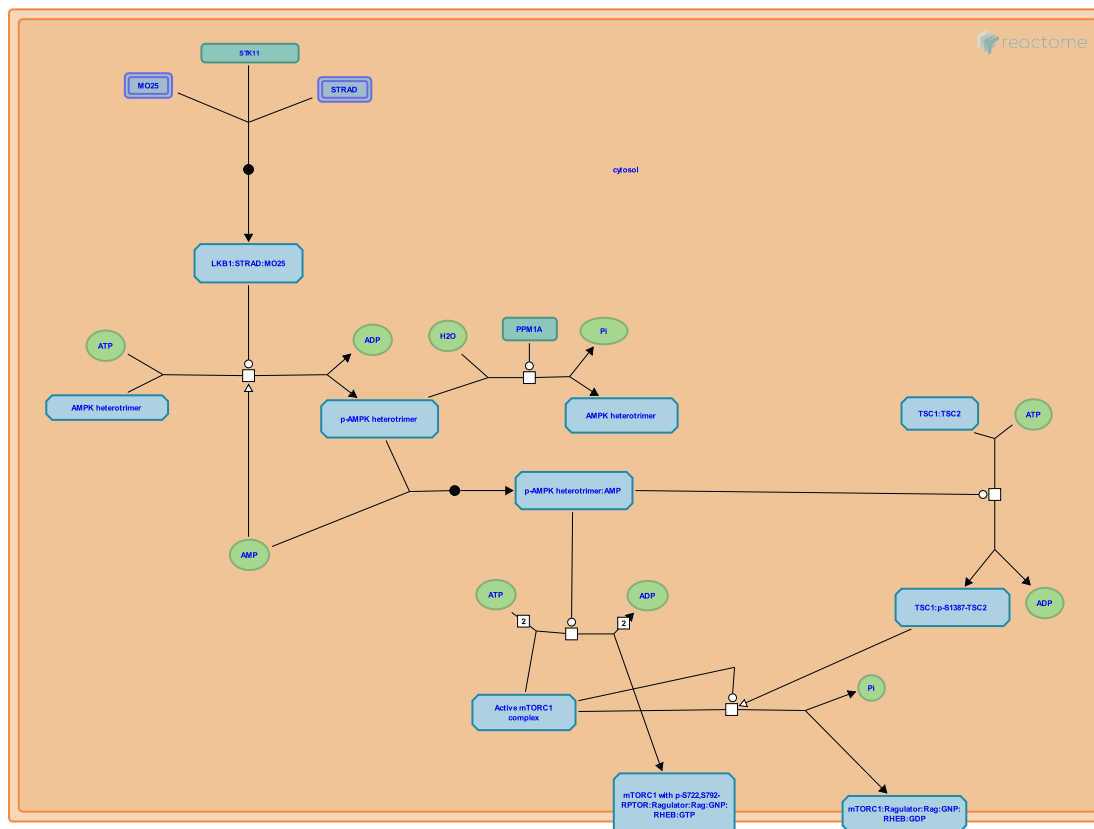 reactome
STK11
MO25
STRAD
cytosol
LKB1:STRAD:MO25
ATP
ADP
H2O
PPM1A
Pi
AMPK heterotrimer
p-AMPK heterotrimer
AMPK heterotrimer
TSC1:TSC2
ATP
p-AMPK heterotrimer:AMP
AMP
ATP
ADP
2
2
TSC1:p-S1387-TSC2
ADP
Pi
Active mTORC1
complex
mTORC1 with p-S722,S792-
RPTOR:Ragulator:Rag:GNP:
RHEB:GTP
mTORC1:Ragulator:Rag:GNP:
RHEB:GDP